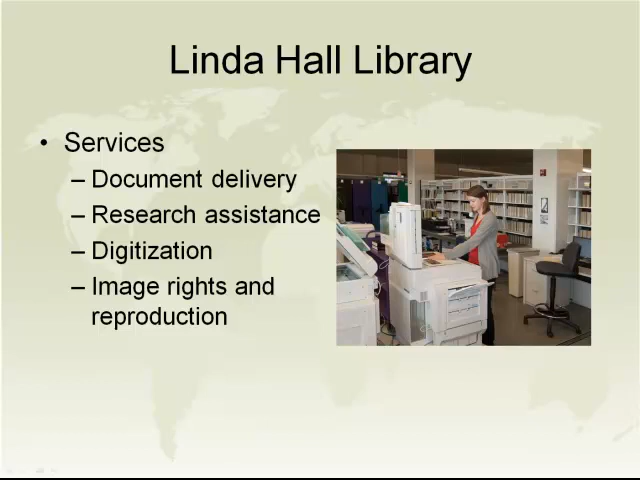 Linda Hall Library
• Services
– Document delivery
– Research assistance
– Digitization
– Image rights and
reproduction